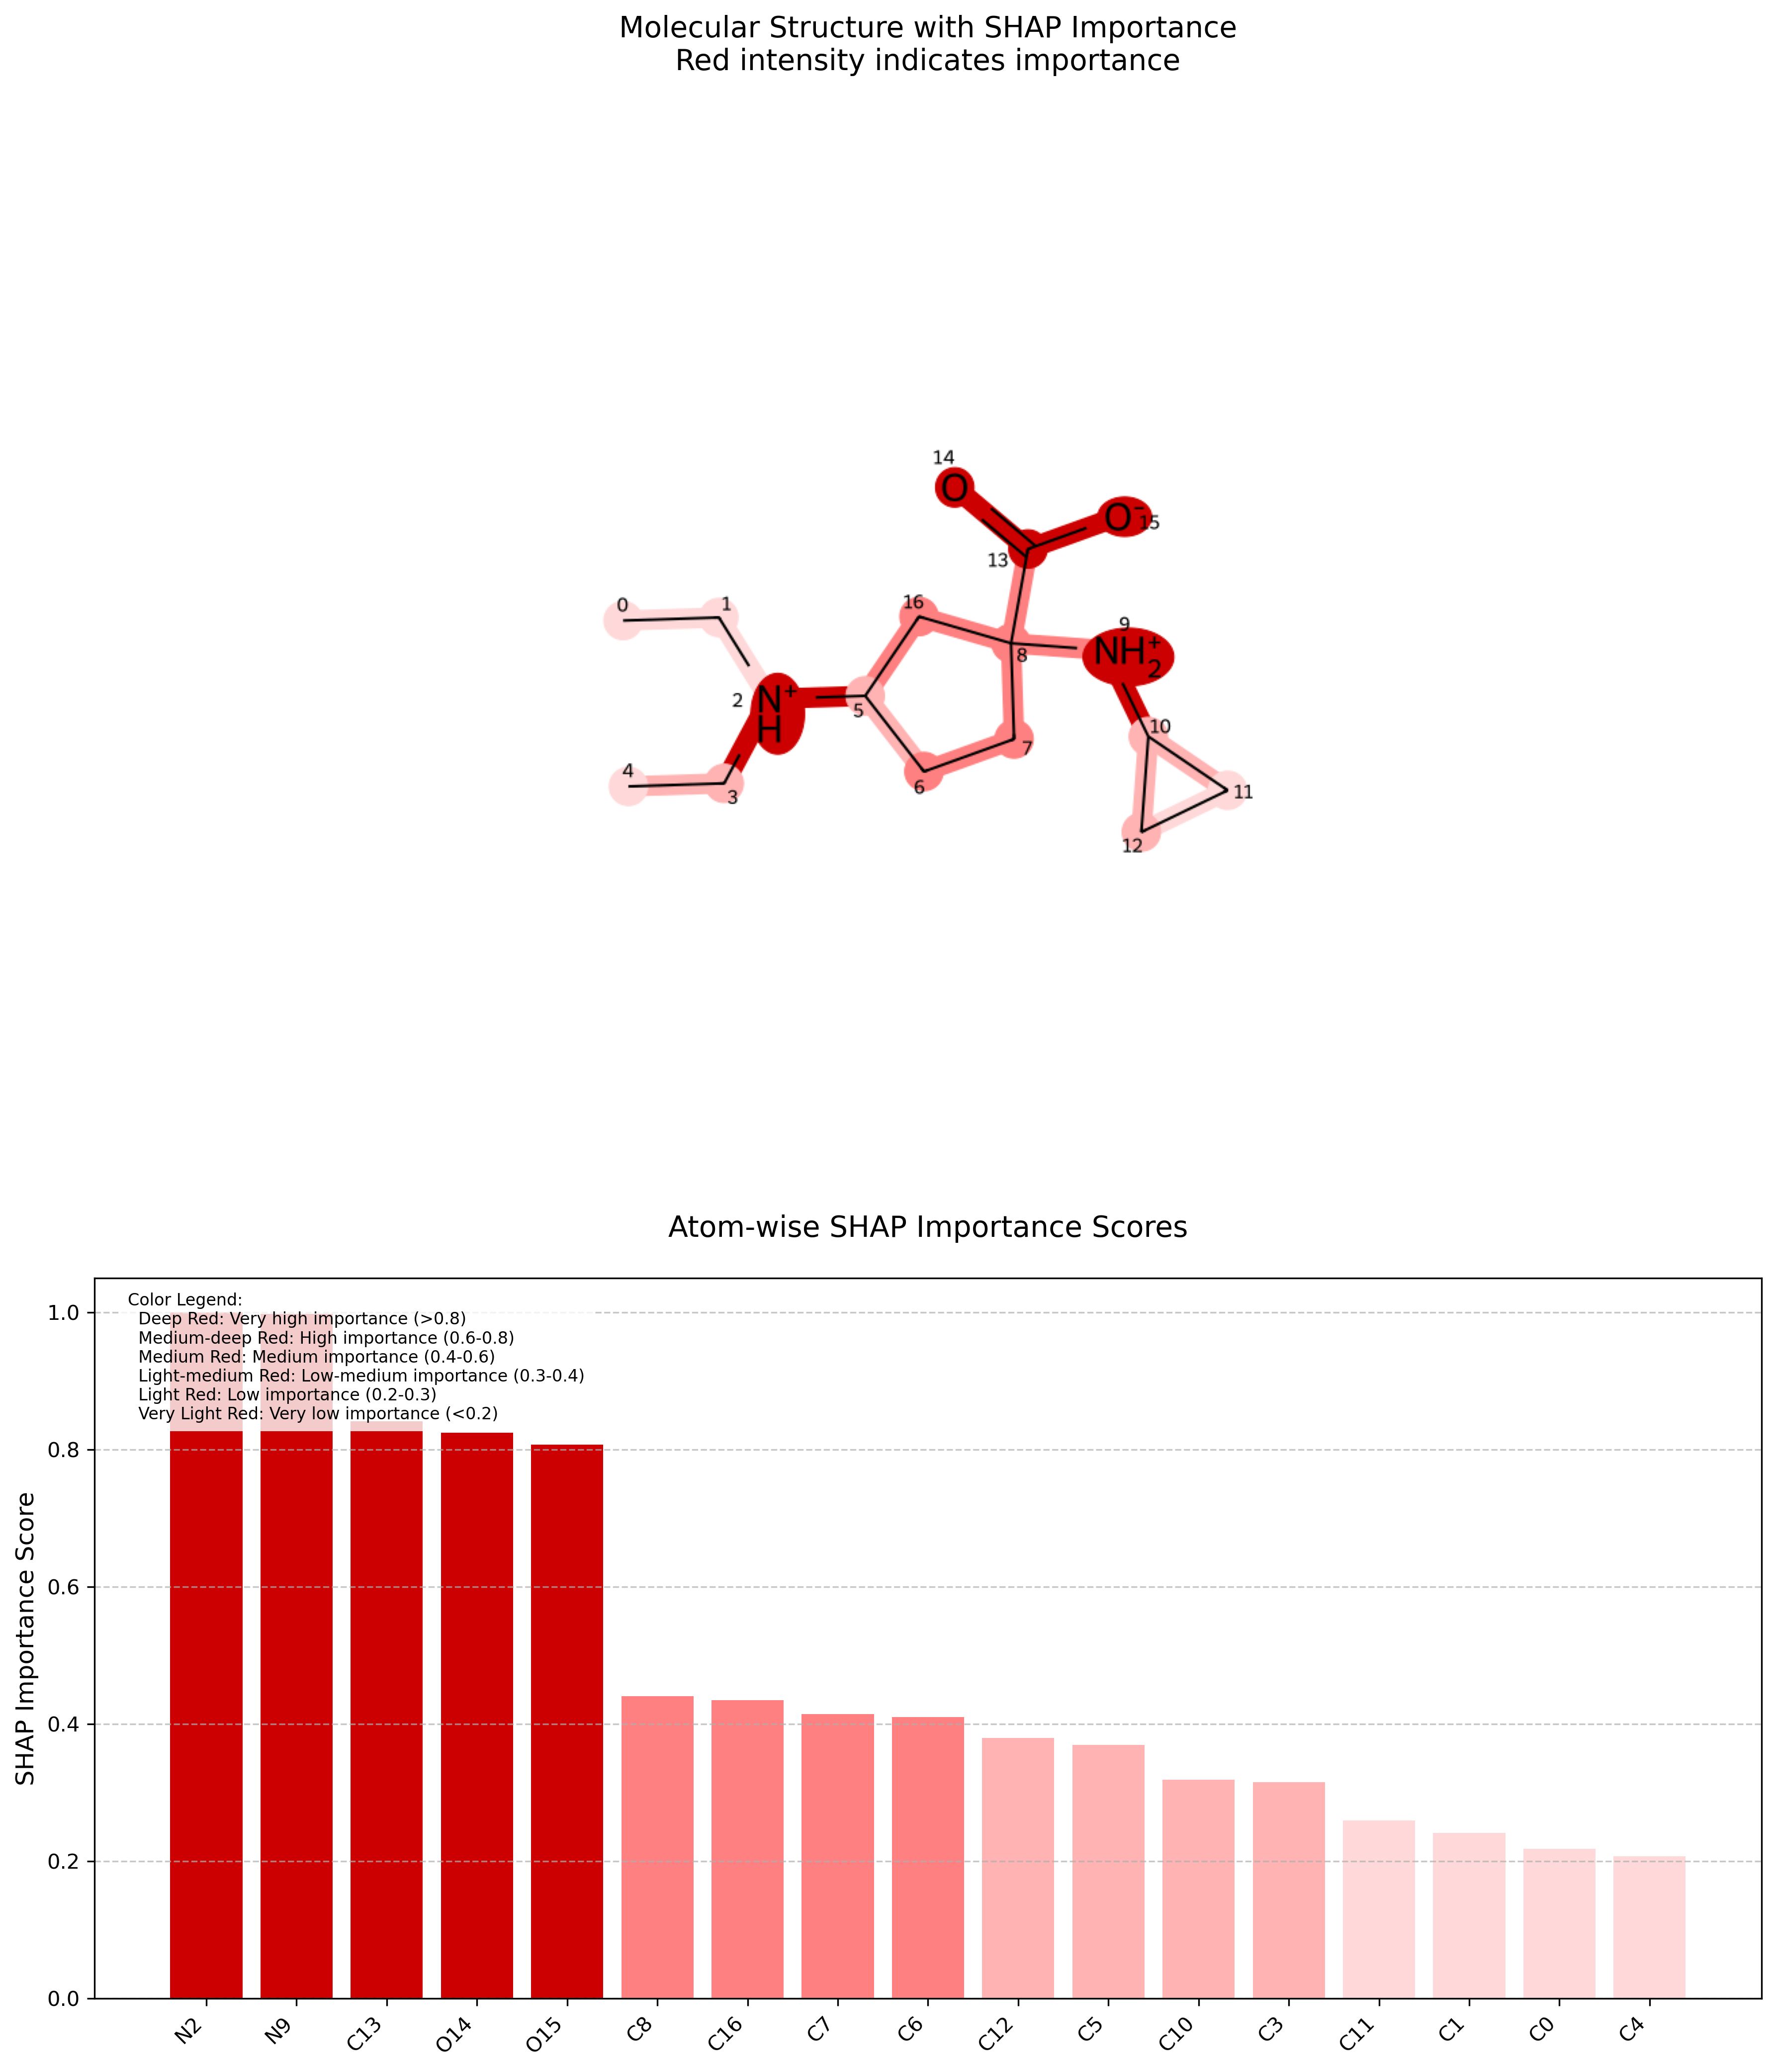 Molecular Structure with SHAP Importance
Red intensity indicates importance
14
O
O⁻
15
13
0
1
16
9
NH₂⁺
8
2
N⁺
H
5
10
4
3
7
6
11
12
Atom-wise SHAP Importance Scores
Color Legend:
Deep Red: Very high importance (>0.8)
Medium-deep Red: High importance (0.6-0.8)
Medium Red: Medium importance (0.4-0.6)
Light-medium Red: Low-medium importance (0.3-0.4)
Light Red: Low importance (0.2-0.3)
Very Light Red: Very low importance (<0.2)
SHAP Importance Score
1.0
0.8
0.6
0.4
0.2
0.0
N2
N9
C13
O14
O15
C8
C16
C7
C6
C12
C5
C10
C3
C11
C1
C0
C4